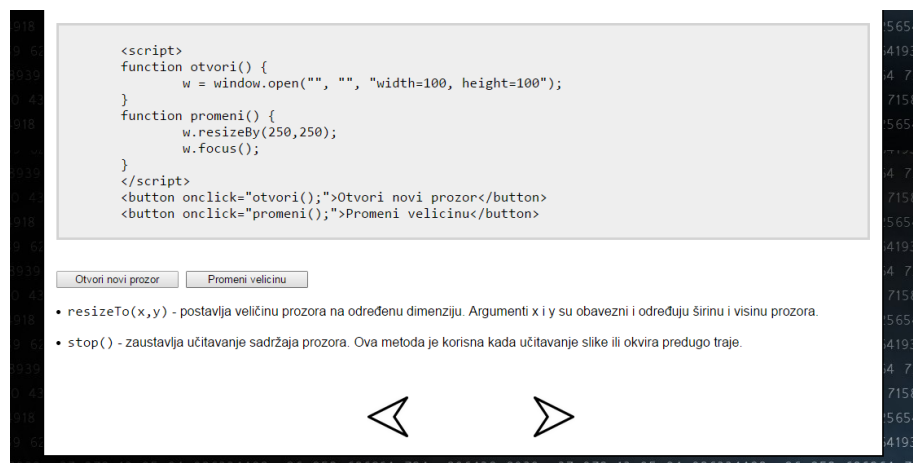 <script>
function otvori() {
w = window.open("", "", "width=100, height=100");
}
function promeni() {
w.resizeBy(250,250);
w.focus();
}
</script>
<button onclick="otvori();">Otvori novi prozor</button>
<button onclick="promeni();">Promeni velicinu</button>
Otvori novi prozor Promeni velicinu
• resizeTo(x,y) - postavlja veličinu prozora na određenu dimenziju. Argumenti x i y su obavezni i određuju širinu i visinu prozora.
• stop() - zaustavlja učitavanje sadržaja prozora. Ova metoda je korisna kada učitavanje slike ili okvira predugo traje.